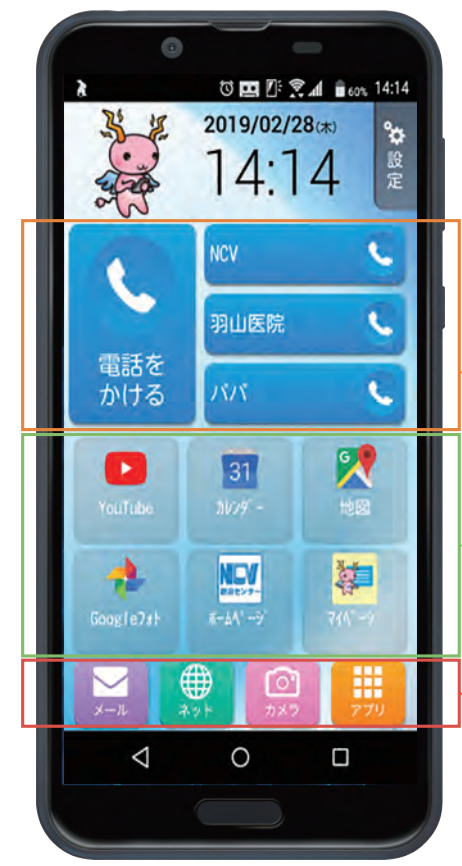 60% 14:14
2019/02/28(木)
14:14
設定
電話を
かける
NCV
羽山医院
パパ
31
G
YouTube
カレンダー
地図
NCV
Googleフォト
ホームページ
マイページ
メール
ネット
カメラ
アプリ